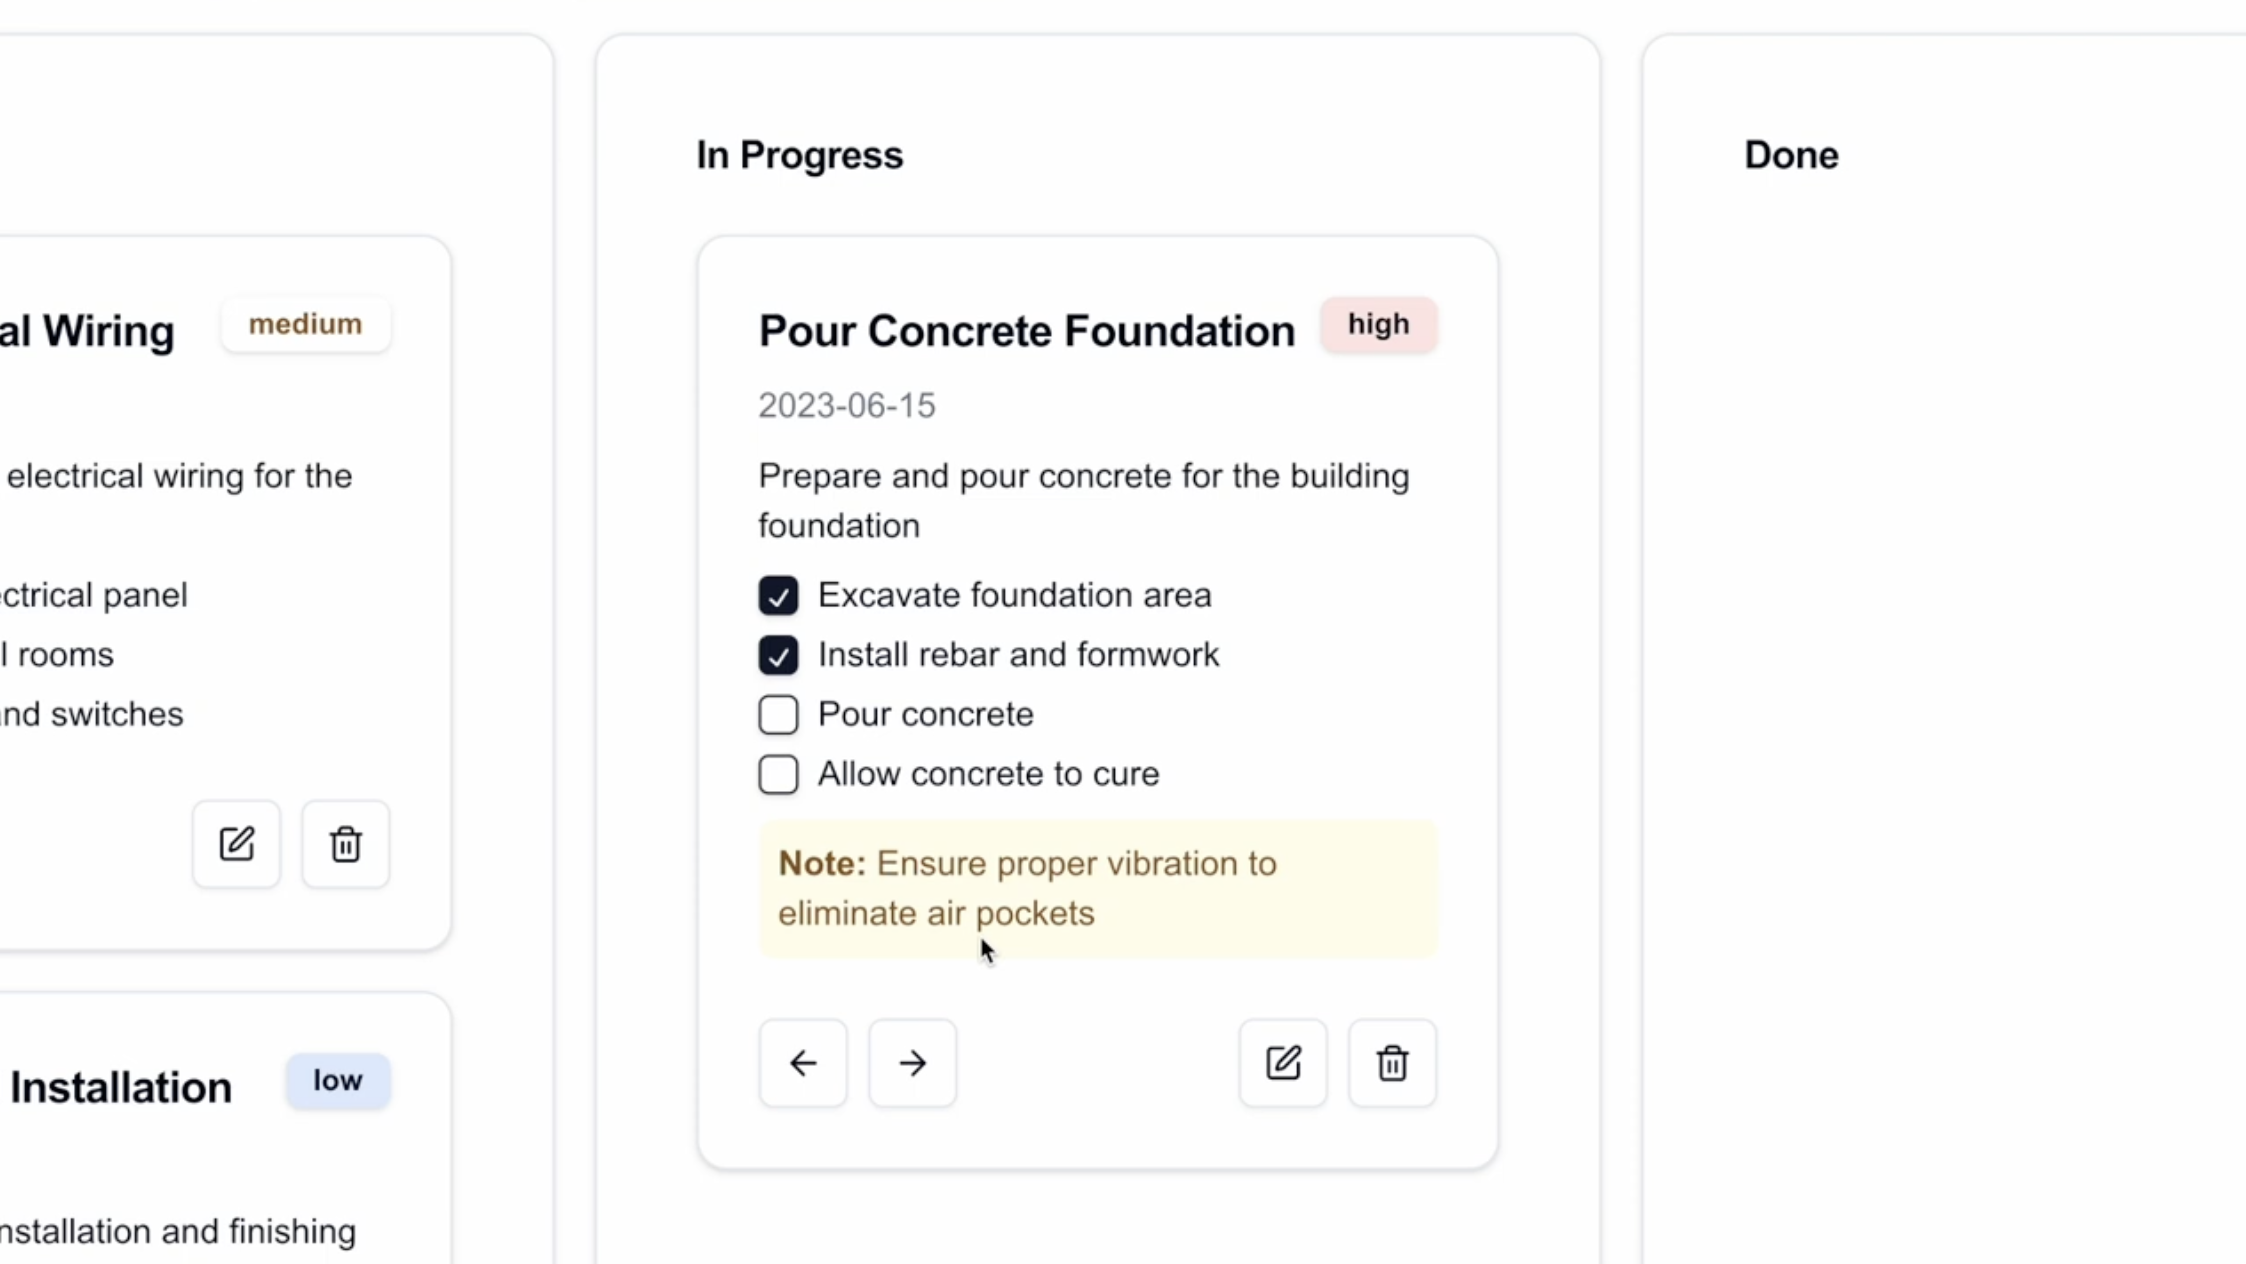 al Wiring
medium
electrical wiring for the
ctrical panel
l rooms
nd switches
Installation
low
nstallation and finishing
In Progress
Pour Concrete Foundation
high
2023-06-15
Prepare and pour concrete for the building
foundation
Excavate foundation area
Install rebar and formwork
Pour concrete
Allow concrete to cure
Note: Ensure proper vibration to
eliminate air pockets
Done